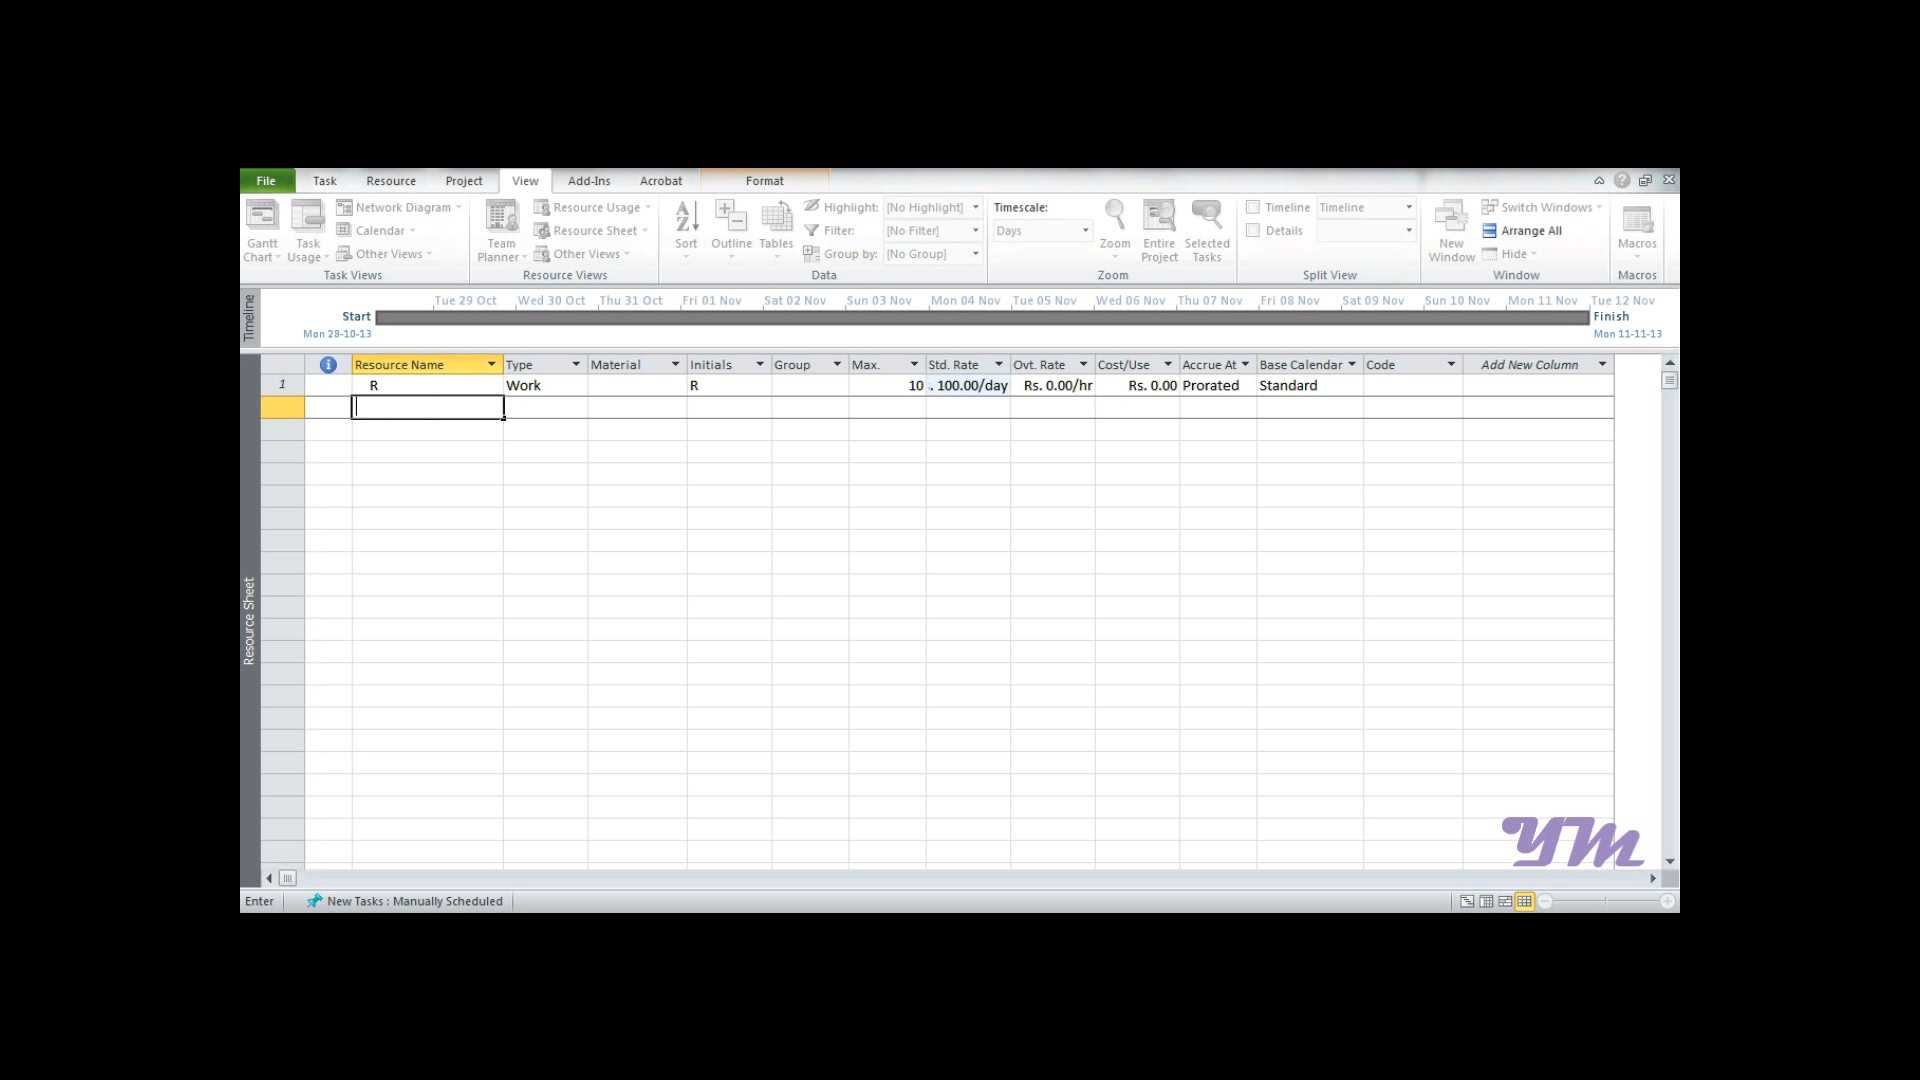 File Task Resource Project View Add-Ins Acrobat Format
Gantt Chart
Task Usage
Network Diagram
Calendar
Other Views
Task Views
Team Planner
Resource Usage
Resource Sheet
Other Views
Resource Views
Sort
Outline
Tables
Highlight: [No Highlight]
Filter: [No Filter]
Group by: [No Group]
Data
Timescale:
Days
Zoom
Entire Project
Selected Tasks
Zoom
Timeline Timeline
Details
Split View
New Window
Switch Windows
Arrange All
Hide
Window
Macros
Macros
Timeline
Tue 29 Oct Wed 30 Oct Thu 31 Oct Fri 01 Nov Sat 02 Nov Sun 03 Nov Mon 04 Nov Tue 05 Nov Wed 06 Nov Thu 07 Nov Fri 08 Nov Sat 09 Nov Sun 10 Nov Mon 11 Nov Tue 12 Nov
Start Finish
Mon 28-10-13 Mon 11-11-13
Resource Name Type Material Initials Group Max. Std. Rate Ovt. Rate Cost/Use Accrue At Base Calendar Code Add New Column
1 R Work R 10 . 100.00/day Rs. 0.00/hr Rs. 0.00 Prorated Standard
Resource Sheet
YM
Enter New Tasks : Manually Scheduled